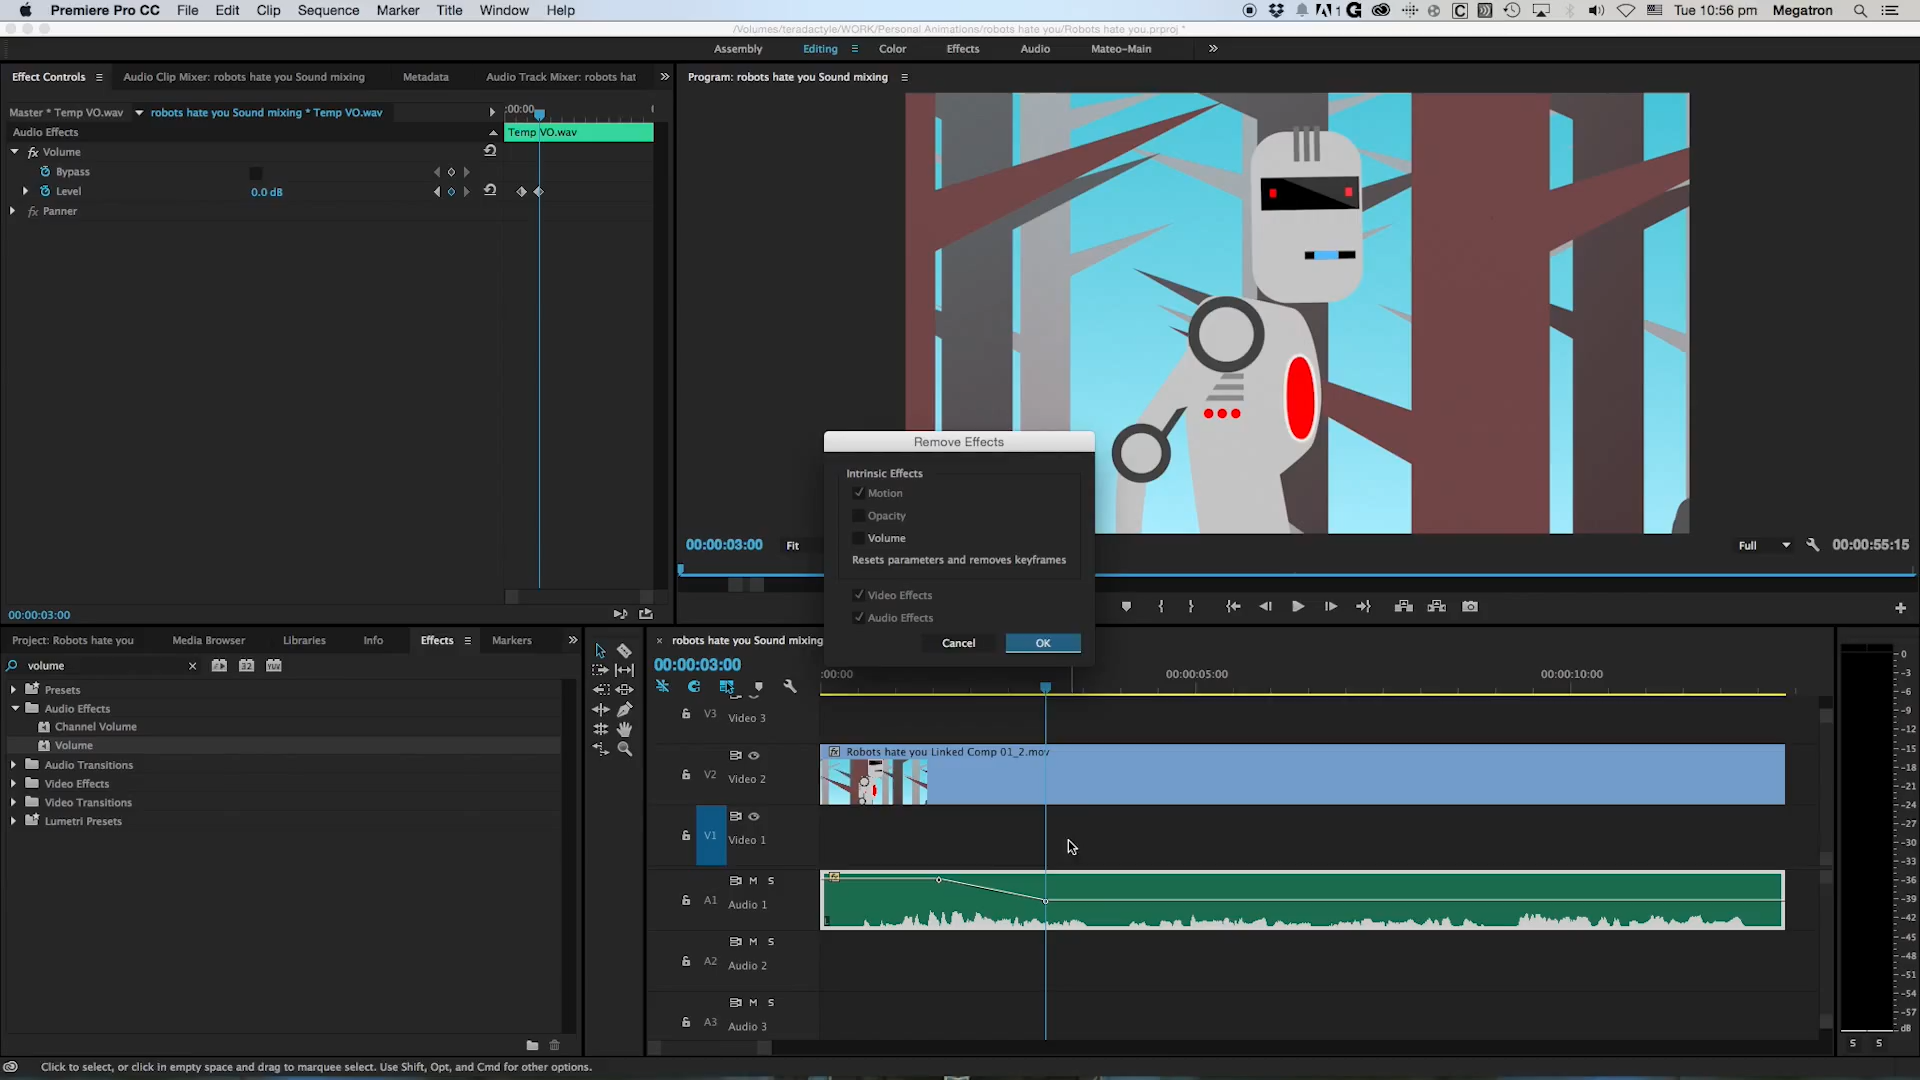 Premiere Pro CC File Edit Clip Sequence Marker Title Window Help Tue 10:56 pm Megatron
/Volumes/teradactyle/WORK/Personal Animations/robots hate you/Robots hate you.prproj *
Assembly Editing Color Effects Audio Mateo-Main
Effect Controls Audio Clip Mixer: robots hate you Sound mixing Metadata Audio Track Mixer: robots hat
Program: robots hate you Sound mixing
Master * Temp VO.wav robots hate you Sound mixing * Temp VO.wav
:00:00
Audio Effects
Temp VO.wav
fx Volume
Bypass
Level 0.0 dB
fx Panner
Remove Effects
Intrinsic Effects
Motion
Opacity
Volume
Resets parameters and removes keyframes
Video Effects
Audio Effects
Cancel OK
00:00:03:00 Fit Full 00:00:55:15
00:00:03:00
Project: Robots hate you Media Browser Libraries Info Effects Markers
volume
Presets
Audio Effects
Channel Volume
Volume
Audio Transitions
Video Effects
Video Transitions
Lumetri Presets
robots hate you Sound mixing
00:00:03:00
:00:00 00:00:05:00 00:00:10:00
V3 Video 3
Robots hate you Linked Comp 01_2.mov
V2 Video 2
V1 Video 1
M S
A1 Audio 1
M S
A2 Audio 2
M S
A3 Audio 3
0
-3
-6
-9
-12
-15
-18
-21
-24
-27
-30
-33
-36
-39
-42
-45
-48
-51
-54
-57
dB
S S
Click to select, or click in empty space and drag to marquee select. Use Shift, Opt, and Cmd for other options.